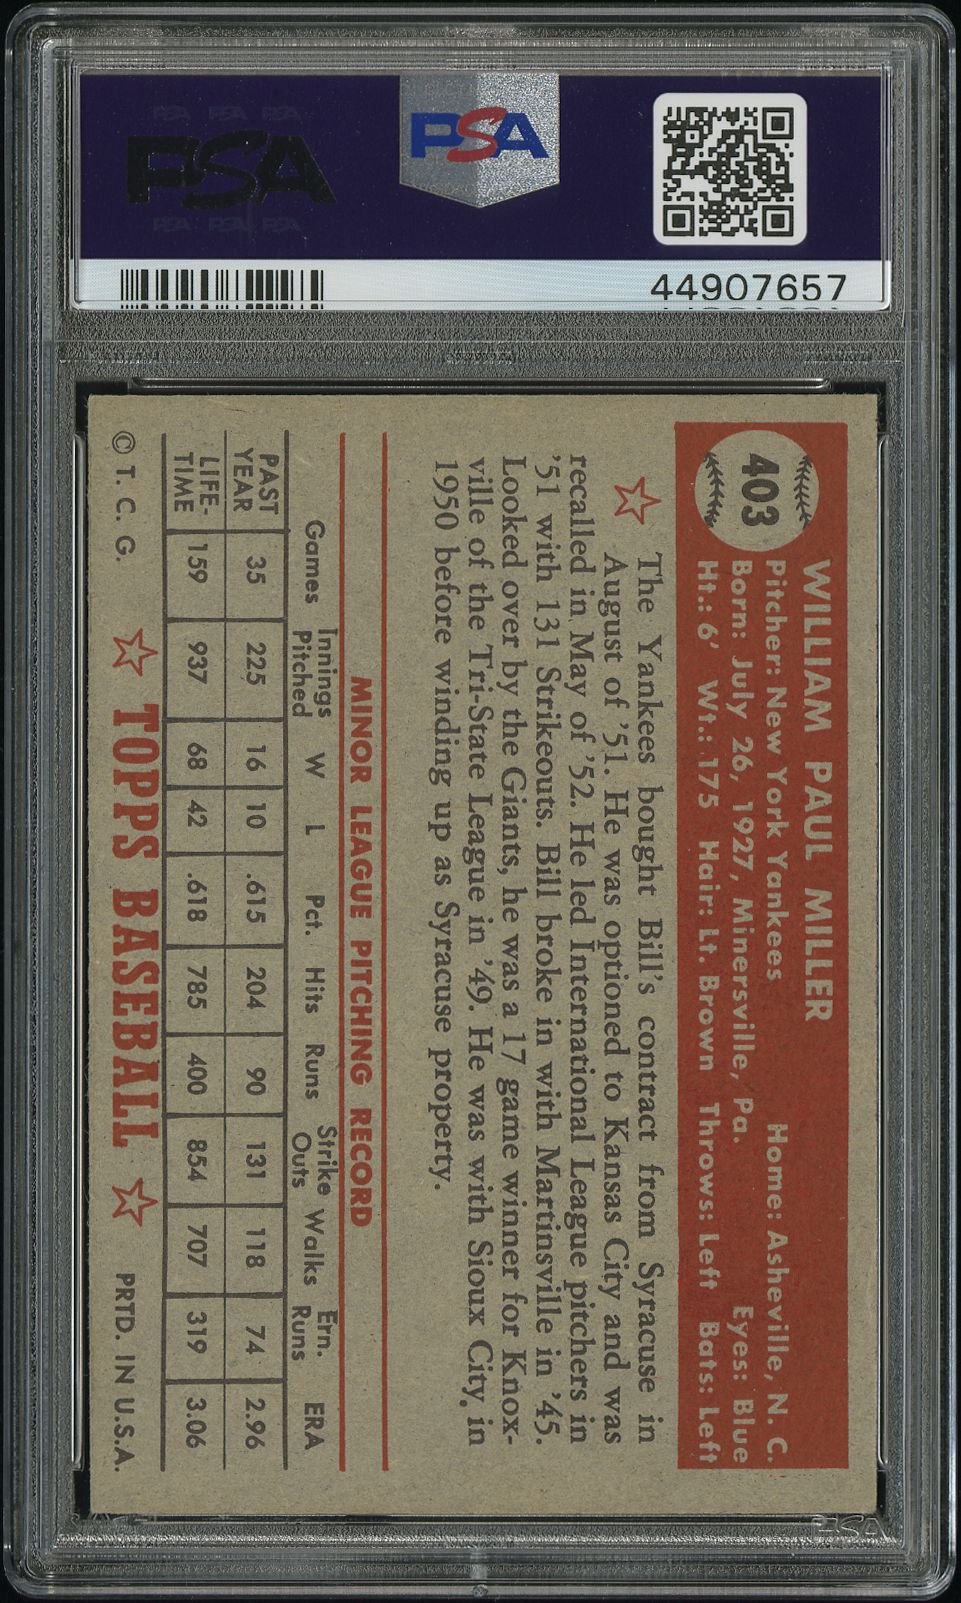 PSA PSA PSA
PSA
PSA PSA PSA
PSA
44907657
403
WILLIAM PAUL MILLER
Pitcher: New York Yankees Home: Asheville, N. C.
Born: July 26, 1927, Minersville, Pa. Eyes: Blue
Ht.: 6' Wt.: 175 Hair: Lt. Brown Throws: Left Bats: Left
The Yankees bought Bill's contract from Syracuse in
August of '51. He was optioned to Kansas City and was
recalled in May of '52. He led International League pitchers in
'51 with 131 Strikeouts. Bill broke in with Martinsville in '45.
Looked over by the Giants, he was a 17 game winner for Knox-
ville of the Tri-State League in '49. He was with Sioux City in
1950 before winding up as Syracuse property.
MINOR LEAGUE PITCHING RECORD
Games Innings Pitched W L Pct. Hits Runs Strike Outs Walks Ern. Runs ERA
PAST YEAR 35 225 16 10 .615 204 90 131 118 74 2.96
LIFE-TIME 159 937 68 42 .618 785 400 854 707 319 3.06
© T. C. G. ☆ TOPPS BASEBALL ☆ PRTD. IN U.S.A.
PSA